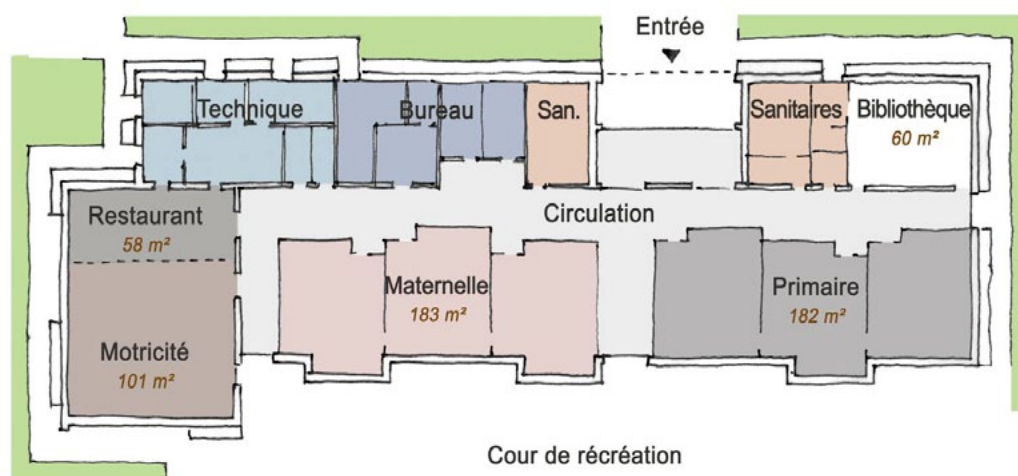 Entrée
Technique
Bureau
San.
Sanitaires
Bibliothèque
60 m²
Restaurant
58 m²
Circulation
Maternelle
183 m²
Primaire
182 m²
Motricité
101 m²
Cour de récréation